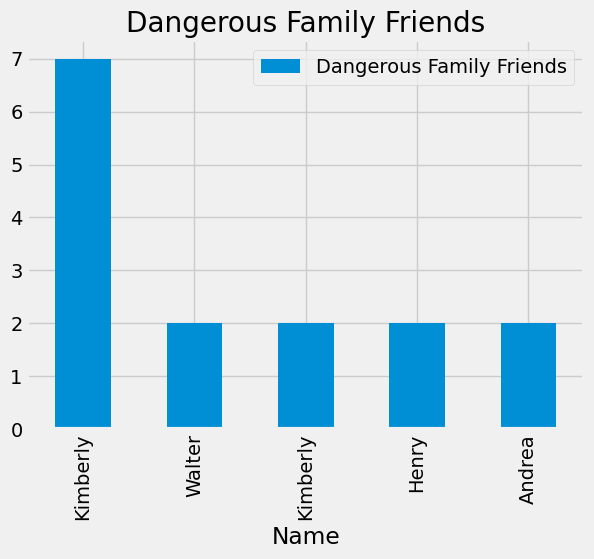 Dangerous Family Friends
Dangerous Family Friends
7
6
5
4
3
2
1
0
Kimberly
Walter
Kimberly
Henry
Andrea
Name